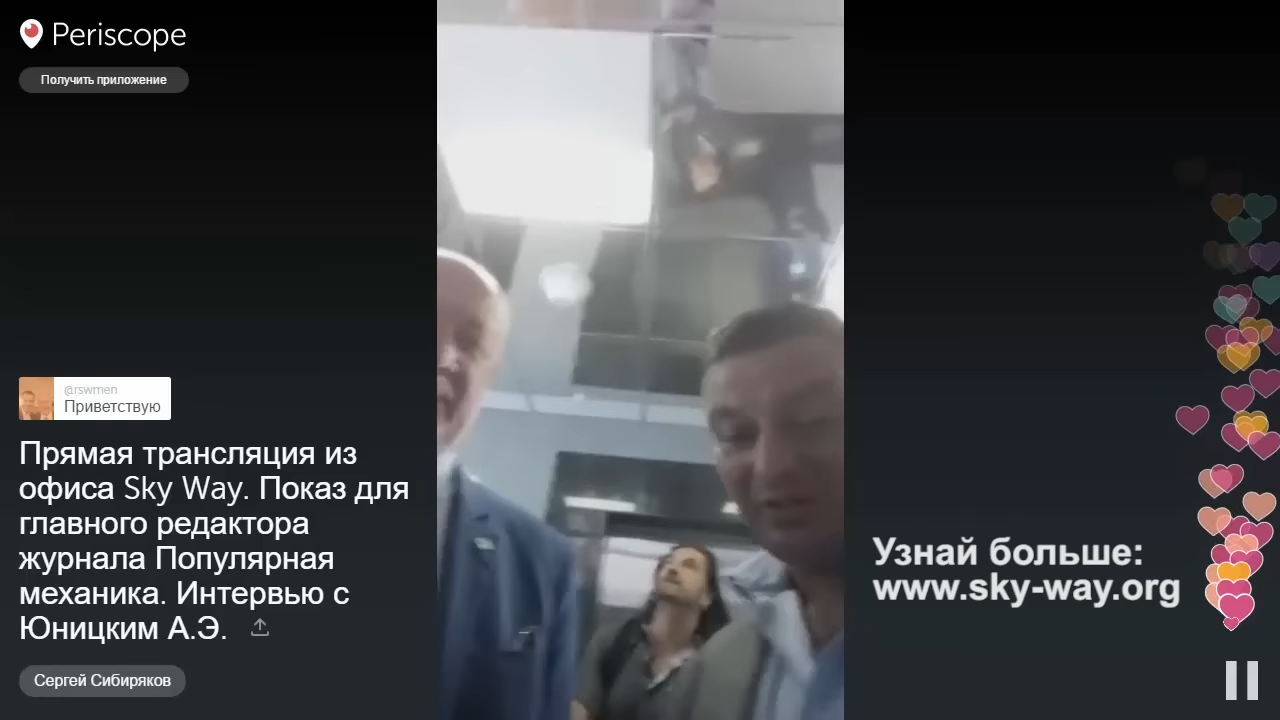 Periscope
Получить приложение
@rswmen
Приветствую
Прямая трансляция из
офиса Sky Way. Показ для
главного редактора
журнала Популярная
механика. Интервью с
Юницким А.Э.
Сергей Сибиряков
Узнай больше:
www.sky-way.org